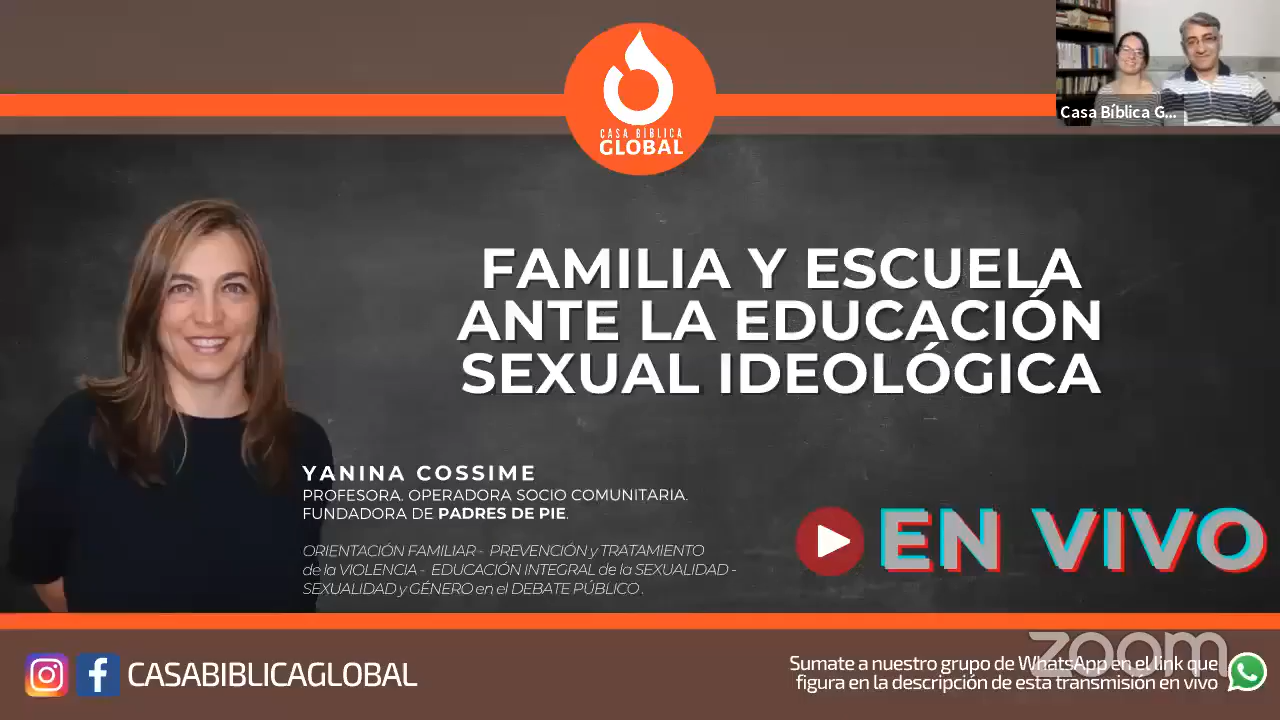 CASA BÍBLICA
GLOBAL
Casa Bíblica G...
FAMILIA Y ESCUELA
ANTE LA EDUCACIÓN
SEXUAL IDEOLÓGICA
YANINA COSSIME
PROFESORA. OPERADORA SOCIO COMUNITARIA.
FUNDADORA DE PADRES DE PIE.
ORIENTACIÓN FAMILIAR - PREVENCIÓN y TRATAMIENTO
de la VIOLENCIA - EDUCACIÓN INTEGRAL de la SEXUALIDAD -
SEXUALIDAD y GÉNERO en el DEBATE PÚBLICO .
EN VIVO
zoom
CASABIBLICAGLOBAL
Sumate a nuestro grupo de WhatsApp en el link que
figura en la descripción de esta transmisión en vivo